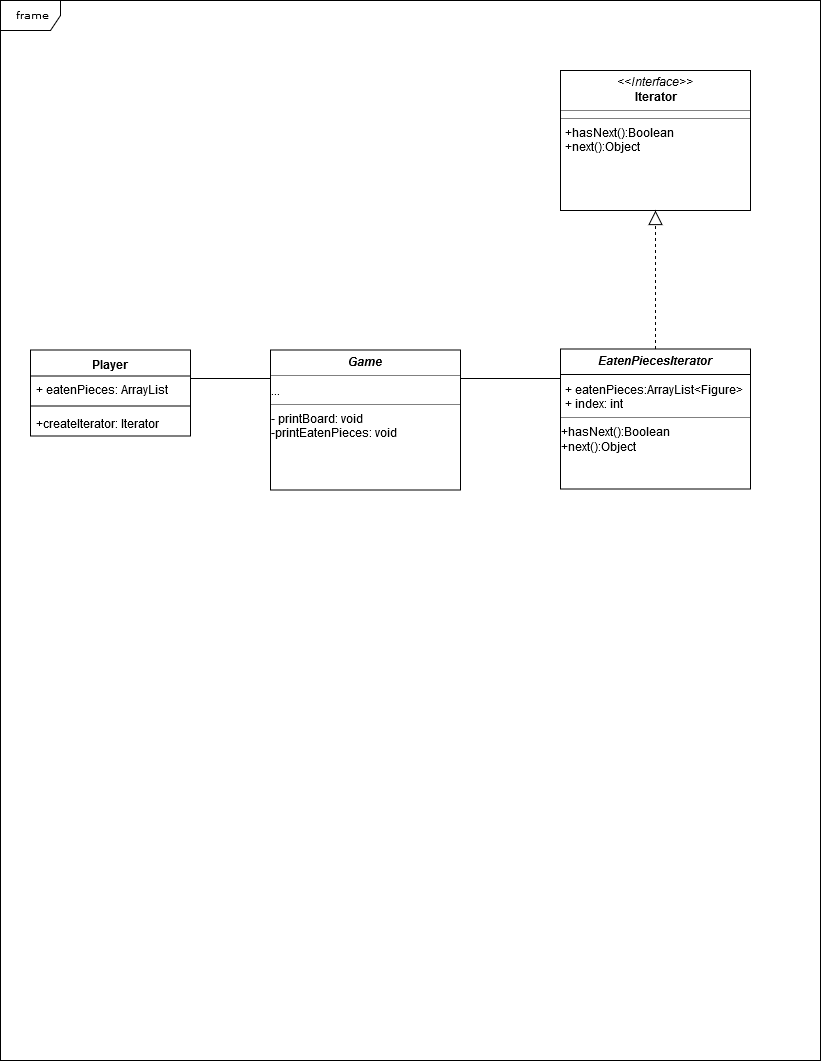 frame
<<Interface>>
Iterator
+hasNext():Boolean
+next():Object
Player
+ eatenPieces: ArrayList
+createIterator: Iterator
Game
...
- printBoard: void
-printEatenPieces: void
EatenPiecesIterator
+ eatenPieces:ArrayList<Figure>
+ index: int
+hasNext():Boolean
+next():Object